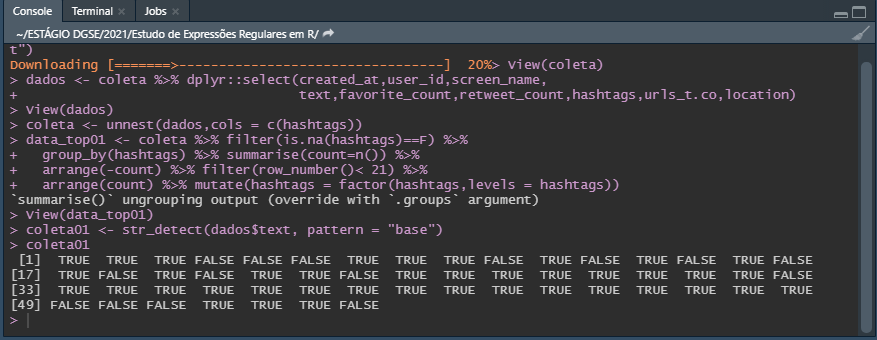 Console Terminal × Jobs ×
~/ESTÁGIO DGSE/2021/Estudo de Expressões Regulares em R/
t")
Downloading [=======>---------------------------------] 20%> View(coleta)
> dados <- coleta %>% dplyr::select(created_at,user_id,screen_name,
+ text,favorite_count,retweet_count,hashtags,urls_t.co,location)
> View(dados)
> coleta <- unnest(dados,cols = c(hashtags))
> data_top01 <- coleta %>% filter(is.na(hashtags)==F) %>%
+ group_by(hashtags) %>% summarise(count=n()) %>%
+ arrange(-count) %>% filter(row_number()< 21) %>%
+ arrange(count) %>% mutate(hashtags = factor(hashtags,levels = hashtags))
`summarise()` ungrouping output (override with `.groups` argument)
> View(data_top01)
> coleta01 <- str_detect(dados$text, pattern = "base")
> coleta01
[1] TRUE TRUE TRUE FALSE FALSE FALSE TRUE TRUE TRUE FALSE TRUE FALSE TRUE FALSE TRUE FALSE
[17] TRUE FALSE TRUE TRUE FALSE TRUE FALSE TRUE TRUE FALSE TRUE TRUE TRUE TRUE FALSE TRUE
[33] TRUE TRUE TRUE TRUE TRUE TRUE TRUE TRUE TRUE TRUE TRUE TRUE TRUE TRUE TRUE TRUE
[49] FALSE FALSE FALSE TRUE TRUE TRUE FALSE
>